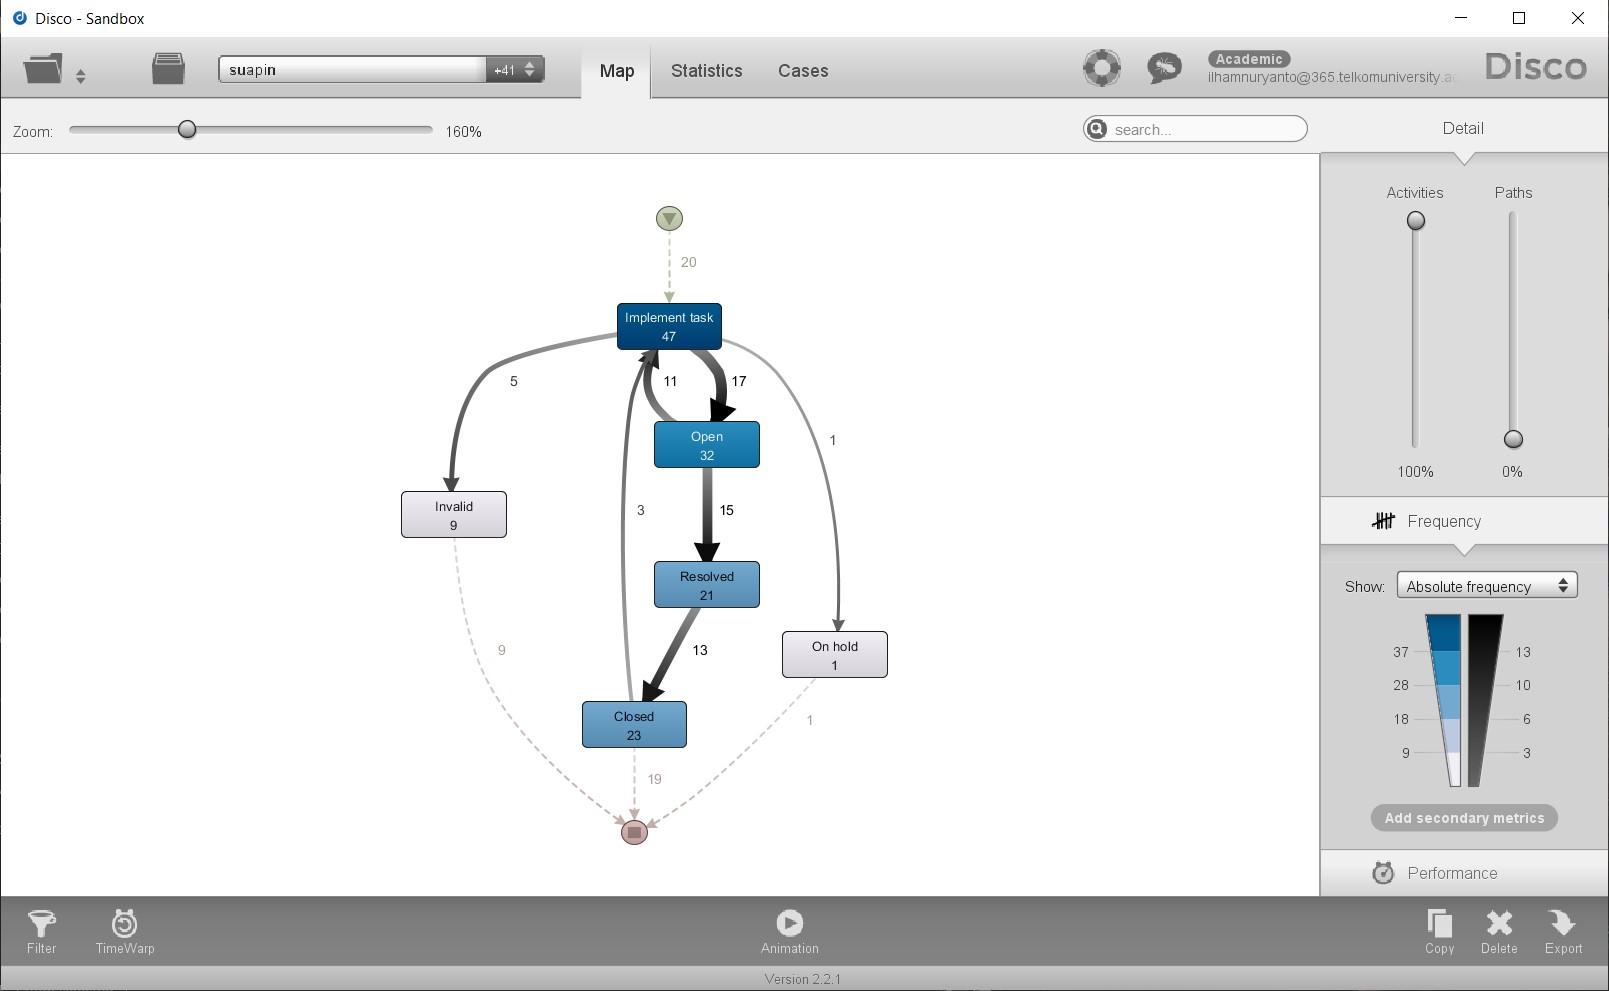 Disco - Sandbox
suapin
+41
Map
Statistics
Cases
Academic
ilhamnuryanto@365.telkomuniversity.a
Disco
Zoom:
160%
search...
Detail
Activities
Paths
100%
0%
20
Implement task
47
5
11
17
1
Open
32
Invalid
9
3
15
Resolved
21
9
13
On hold
1
Closed
23
1
19
Frequency
Show:
Absolute frequency
37
13
28
10
18
6
9
3
Add secondary metrics
Performance
Filter
TimeWarp
Animation
Copy
Delete
Export
Version 2.2.1